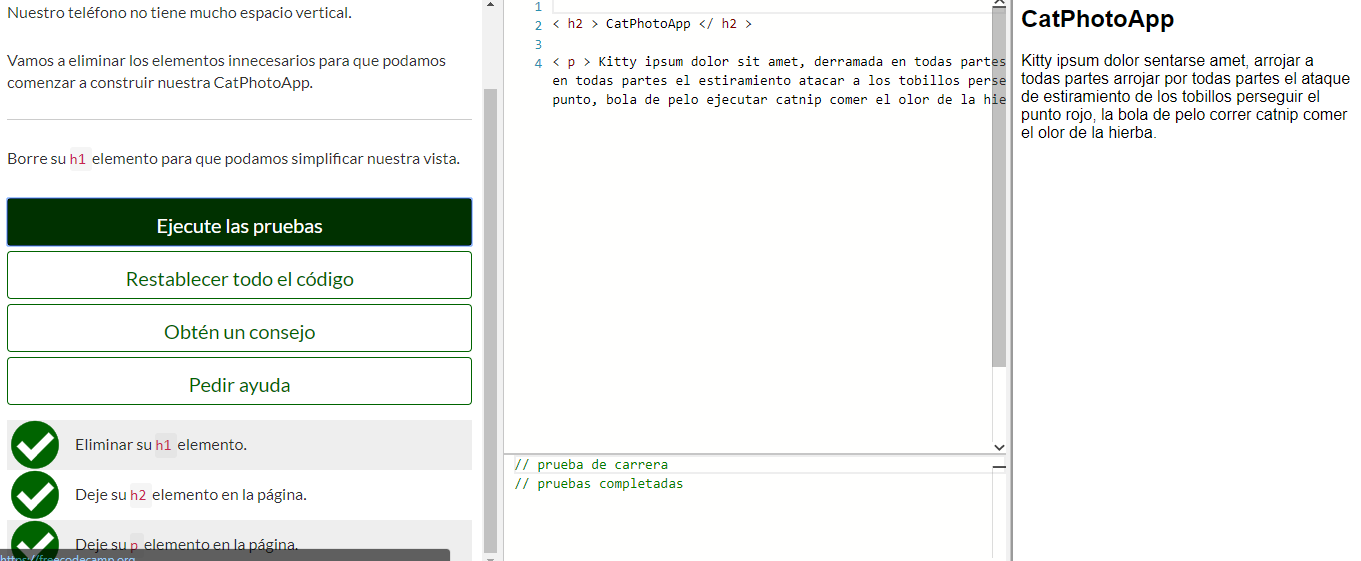 Nuestro teléfono no tiene mucho espacio vertical.
Vamos a eliminar los elementos innecesarios para que podamos
comenzar a construir nuestra CatPhotoApp.
Borre su h1 elemento para que podamos simplificar nuestra vista.
Ejecute las pruebas
Restablecer todo el código
Obtén un consejo
Pedir ayuda
Eliminar su h1 elemento.
Deje su h2 elemento en la página.
Deje su p elemento en la página.
https://freecodecamp.org
1
2 < h2 > CatPhotoApp </ h2 >
3
4 < p > Kitty ipsum dolor sit amet, derramada en todas partes
en todas partes el estiramiento atacar a los tobillos perse
punto, bola de pelo ejecutar catnip comer el olor de la hie
// prueba de carrera
// pruebas completadas
CatPhotoApp
Kitty ipsum dolor sentarse amet, arrojar a
todas partes arrojar por todas partes el ataque
de estiramiento de los tobillos perseguir el
punto rojo, la bola de pelo correr catnip comer
el olor de la hierba.